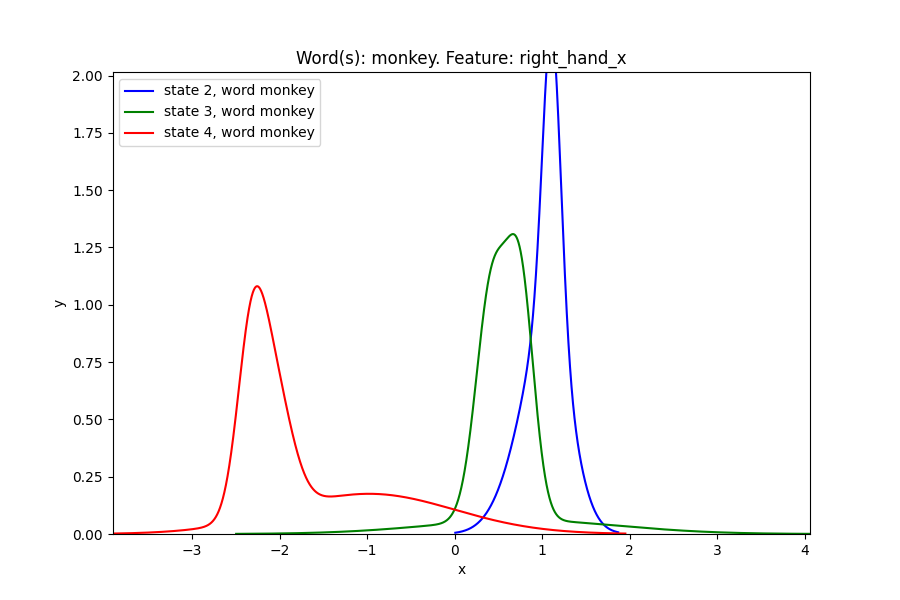 Word(s): monkey. Feature: right_hand_x
2.00
1.75
1.50
1.25
1.00
0.75
0.50
0.25
0.00
y
state 2, word monkey
state 3, word monkey
state 4, word monkey
−3 −2 −1 0 1 2 3 4
x